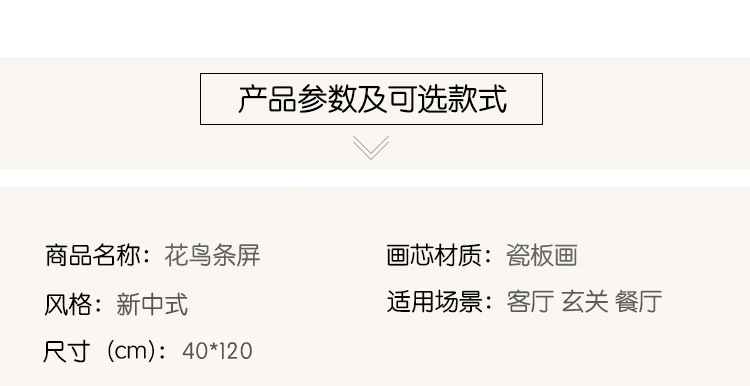 产品参数及可选款式
商品名称：花鸟条屏
画芯材质：瓷板画
风格：新中式
适用场景：客厅 玄关 餐厅
尺寸（cm）：40*120